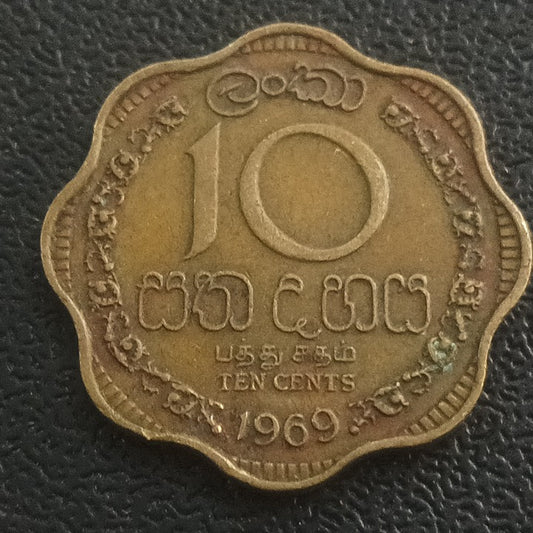 ලංකා
10
සත දහය
பத்து சதம்
TEN CENTS
1969